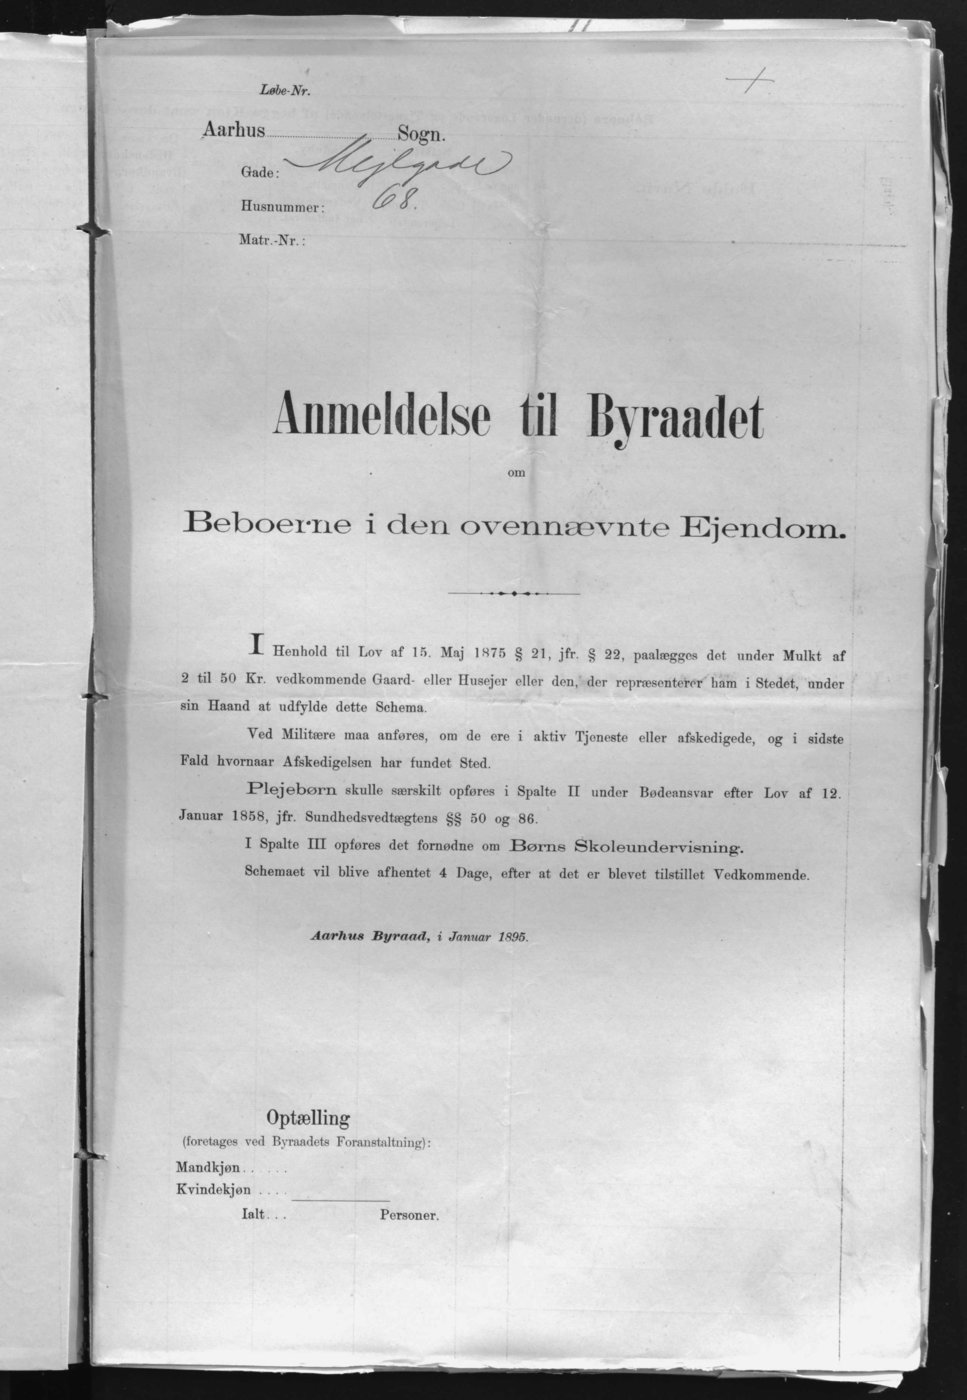 Løbe-Nr.
Aarhus Sogn.
Gade: Mejlgade
Husnummer: 68.
Matr.-Nr.:
Anmeldelse til Byraadet
om
Beboerne i den ovennævnte Ejendom.
I Henhold til Lov af 15. Maj 1875 § 21, jfr. § 22, paalægges det under Mulkt af
2 til 50 Kr. vedkommende Gaard- eller Husejer eller den, der repræsenterer ham i Stedet, under
sin Haand at udfylde dette Schema.
Ved Militære maa anføres, om de ere i aktiv Tjeneste eller afskedigede, og i sidste
Fald hvornaar Afskedigelsen har fundet Sted.
Plejebørn skulle særskilt opføres i Spalte II under Bødeansvar efter Lov af 12.
Januar 1858, jfr. Sundhedsvedtægtens §§ 50 og 86.
I Spalte III opføres det fornødne om Børns Skoleundervisning.
Schemaet vil blive afhentet 4 Dage, efter at det er blevet tilstillet Vedkommende.
Aarhus Byraad, i Januar 1895.
Optælling
(foretages ved Byraadets Foranstaltning):
Mandkjøn.....
Kvindekjøn ....
Ialt... Personer.